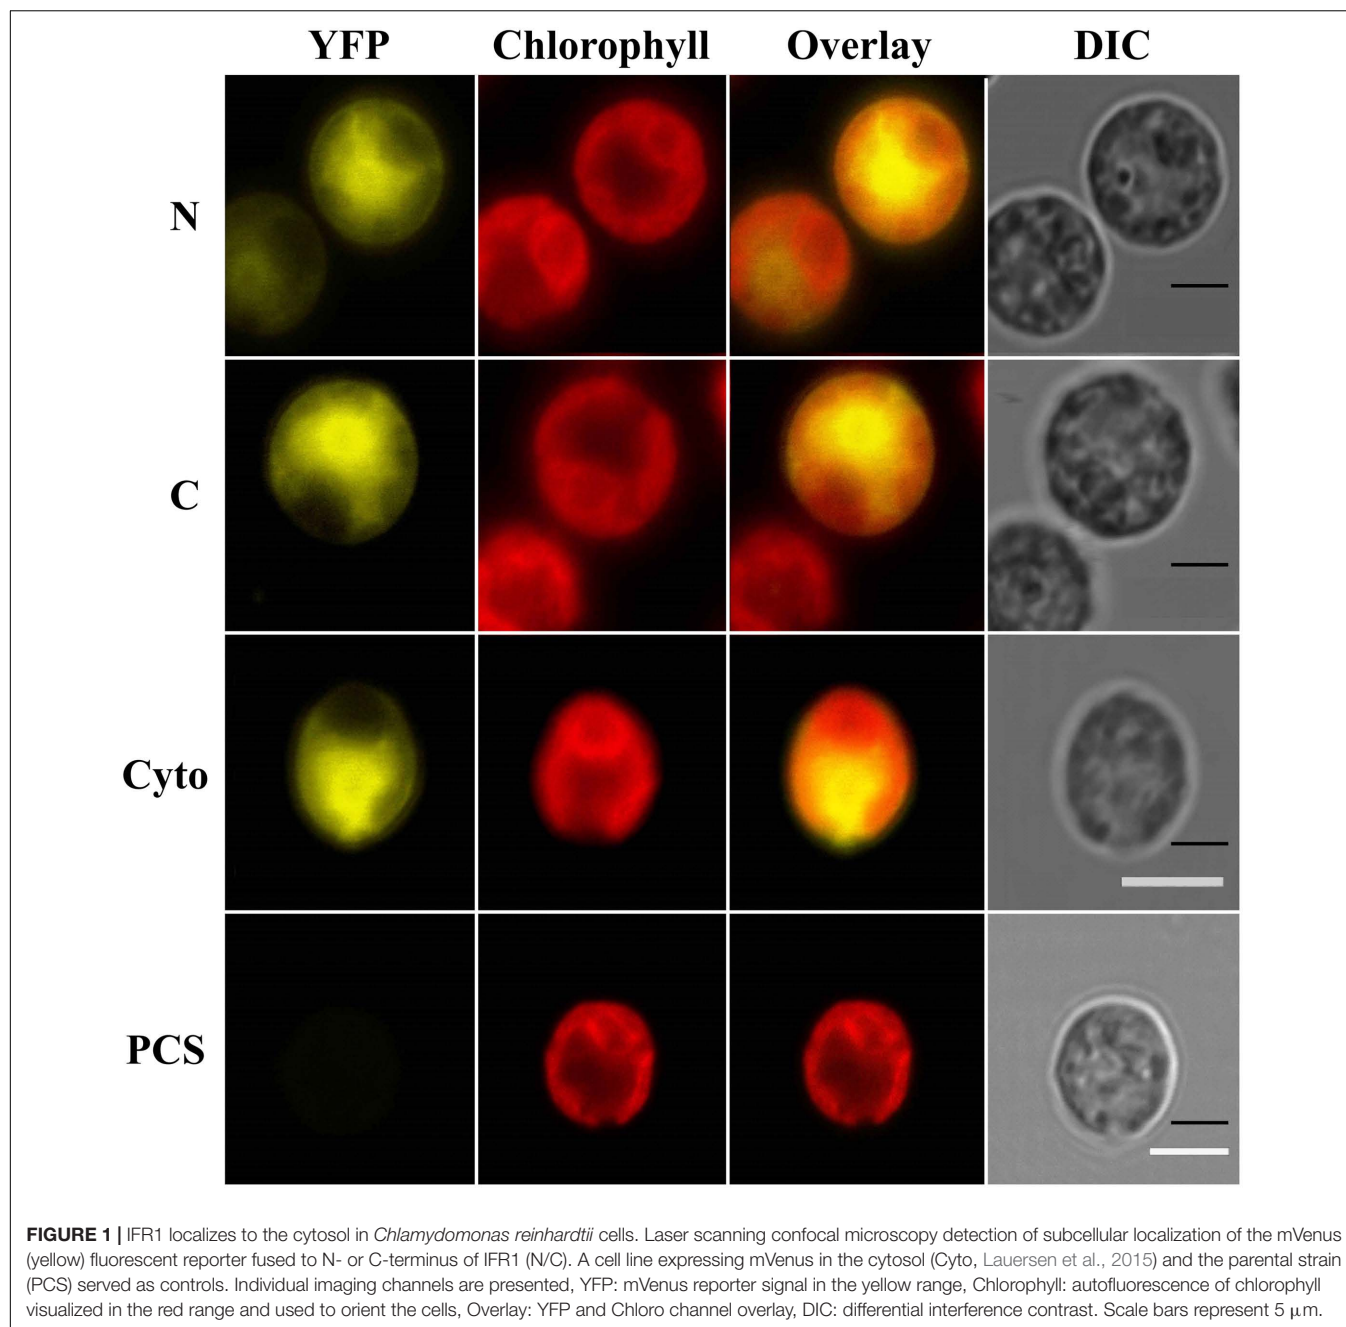 YFP Chlorophyll Overlay DIC
N
C
Cyto
PCS
FIGURE 1 | IFR1 localizes to the cytosol in Chlamydomonas reinhardtii cells. Laser scanning confocal microscopy detection of subcellular localization of the mVenus
(yellow) fluorescent reporter fused to N- or C-terminus of IFR1 (N/C). A cell line expressing mVenus in the cytosol (Cyto, Lauersen et al., 2015) and the parental strain
(PCS) served as controls. Individual imaging channels are presented, YFP: mVenus reporter signal in the yellow range, Chlorophyll: autofluorescence of chlorophyll
visualized in the red range and used to orient the cells, Overlay: YFP and Chloro channel overlay, DIC: differential interference contrast. Scale bars represent 5 μm.